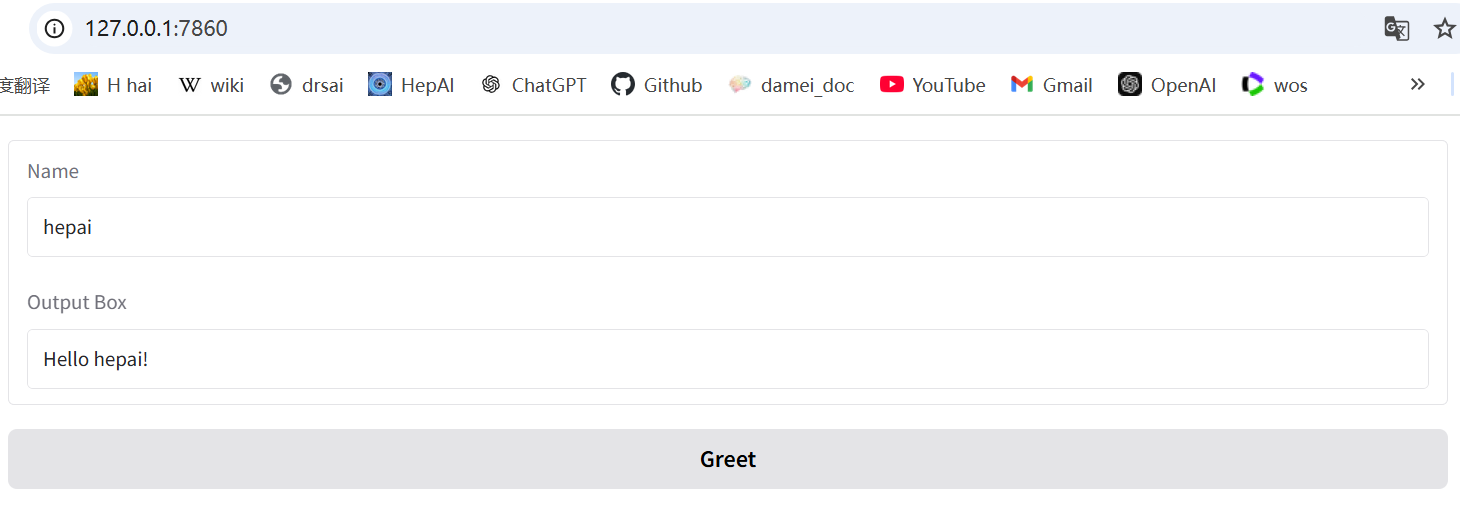 127.0.0.1:7860
度翻译 H hai W wiki drsai HepAI ChatGPT Github damei_doc YouTube Gmail OpenAI wos »
Name
hepai
Output Box
Hello hepai!
Greet